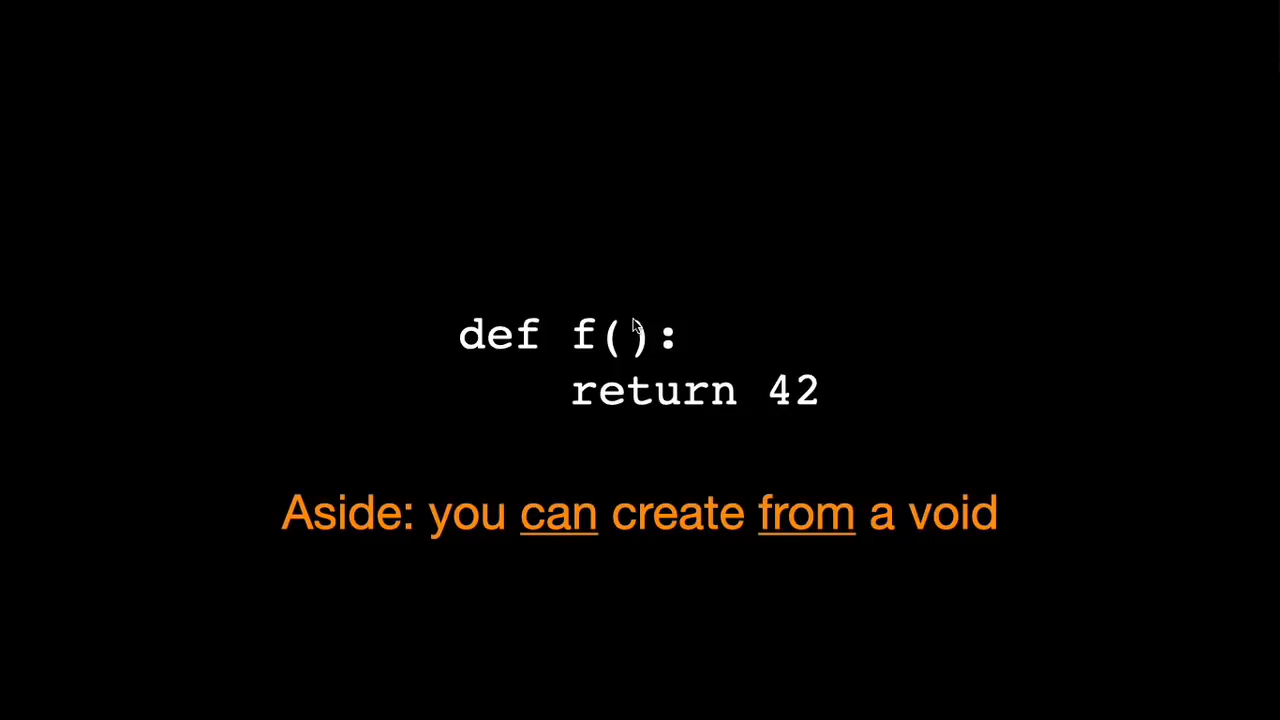 def f():
    return 42
Aside: you can create from a void